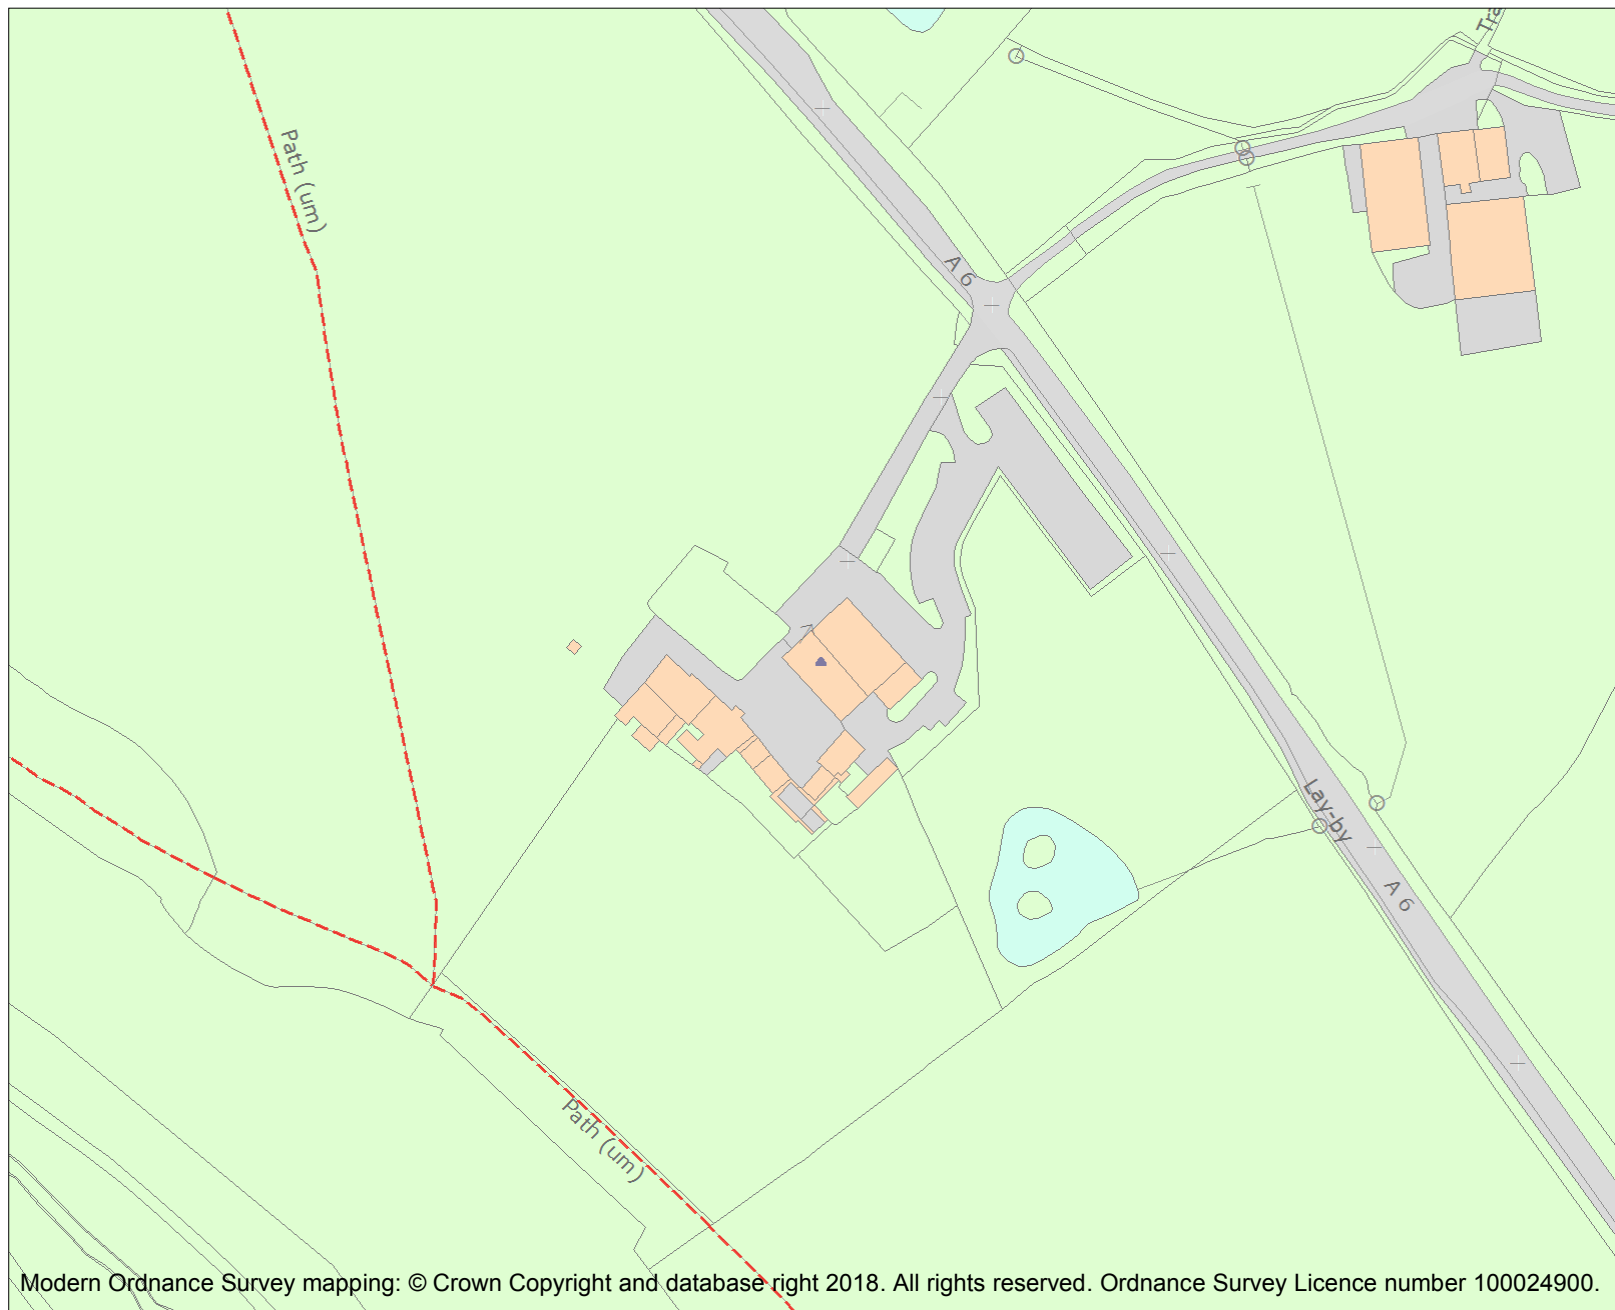 Tra
Path (um)
A 6
Lay-by
A 6
Path (um)
Modern Ordnance Survey mapping: © Crown Copyright and database right 2018. All rights reserved. Ordnance Survey Licence number 100024900.